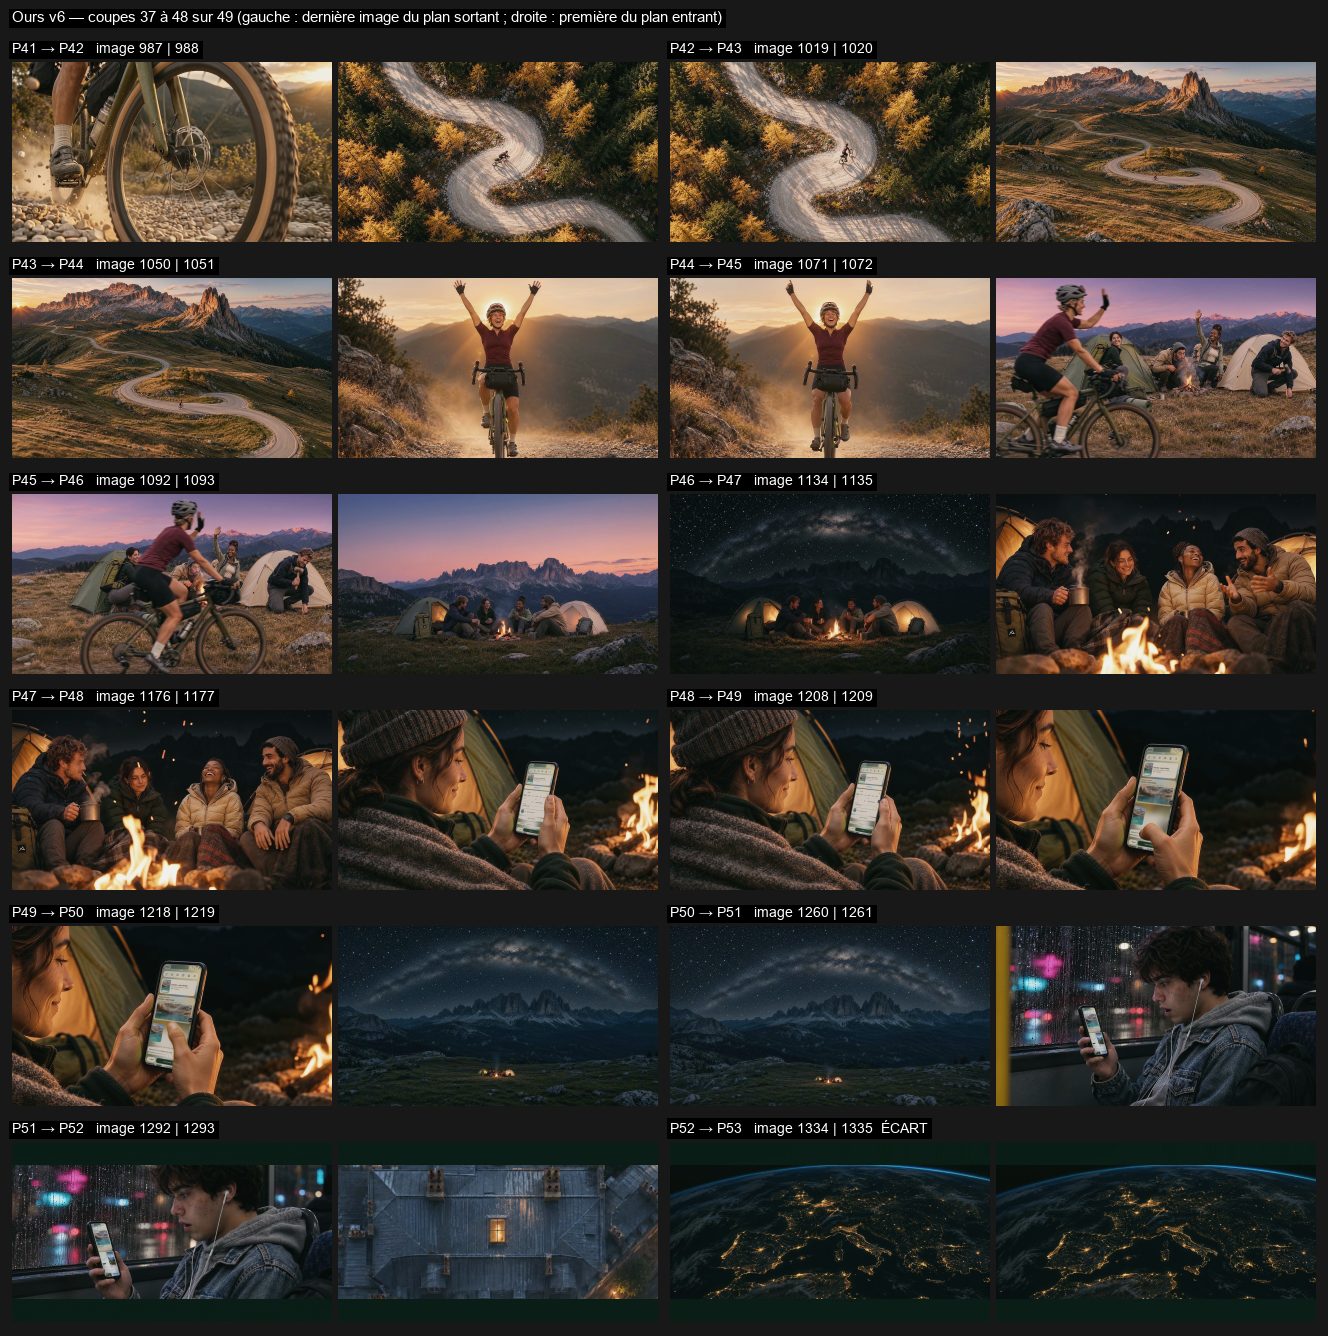 Ours v6 — coupes 37 à 48 sur 49 (gauche : dernière image du plan sortant ; droite : première du plan entrant)
P41 → P42 image 987 | 988
P42 → P43 image 1019 | 1020
P43 → P44 image 1050 | 1051
P44 → P45 image 1071 | 1072
P45 → P46 image 1092 | 1093
P46 → P47 image 1134 | 1135
P47 → P48 image 1176 | 1177
P48 → P49 image 1208 | 1209
P49 → P50 image 1218 | 1219
P50 → P51 image 1260 | 1261
P51 → P52 image 1292 | 1293
P52 → P53 image 1334 | 1335 ÉCART